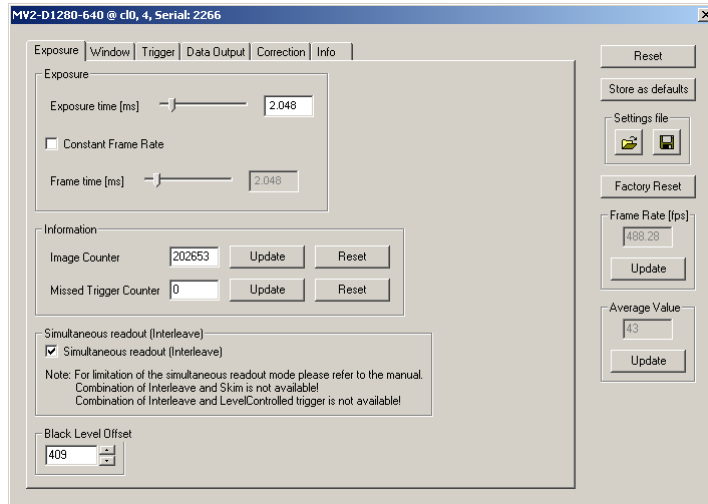 MV2-D1280-640 @ cl0, 4, Serial: 2266
Exposure Window Trigger Data Output Correction Info
Exposure
Exposure time [ms] 2.048
Constant Frame Rate
Frame time [ms] 2.048
Information
Image Counter 202653 Update Reset
Missed Trigger Counter 0 Update Reset
Simultaneous readout (Interleave)
Simultaneous readout (Interleave)
Note: For limitation of the simultaneous readout mode please refer to the manual.
Combination of Interleave and Skim is not available!
Combination of Interleave and LevelControlled trigger is not available!
Black Level Offset
409
Reset
Store as defaults
Settings file
Factory Reset
Frame Rate [fps]
488.28
Update
Average Value
43
Update